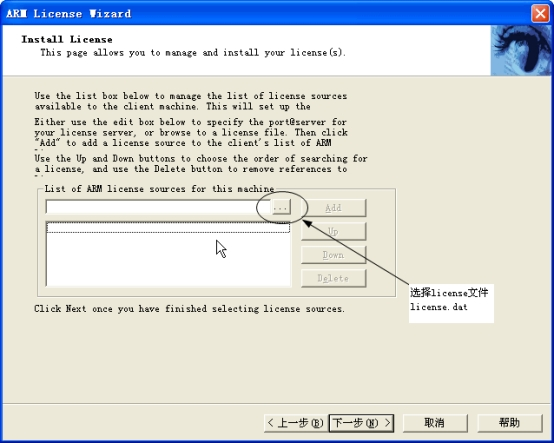 ARM License Wizard
Install License
This page allows you to manage and install your license(s).
Use the list box below to manage the list of license sources
available to the client machine. This will set up the
Either use the edit box below to specify the port@server for
your license server, or browse to a license file. Then click
"Add" to add a license source to the client's list of ARM
Use the Up and Down buttons to choose the order of searching for
a license, and use the Delete button to remove references to
List of ARM license sources for this machine
...
Add
Up
Down
Delete
选择license文件
license.dat
Click Next once you have finished selecting license sources.
< 上一步(B)
下一步(N) >
取消
帮助